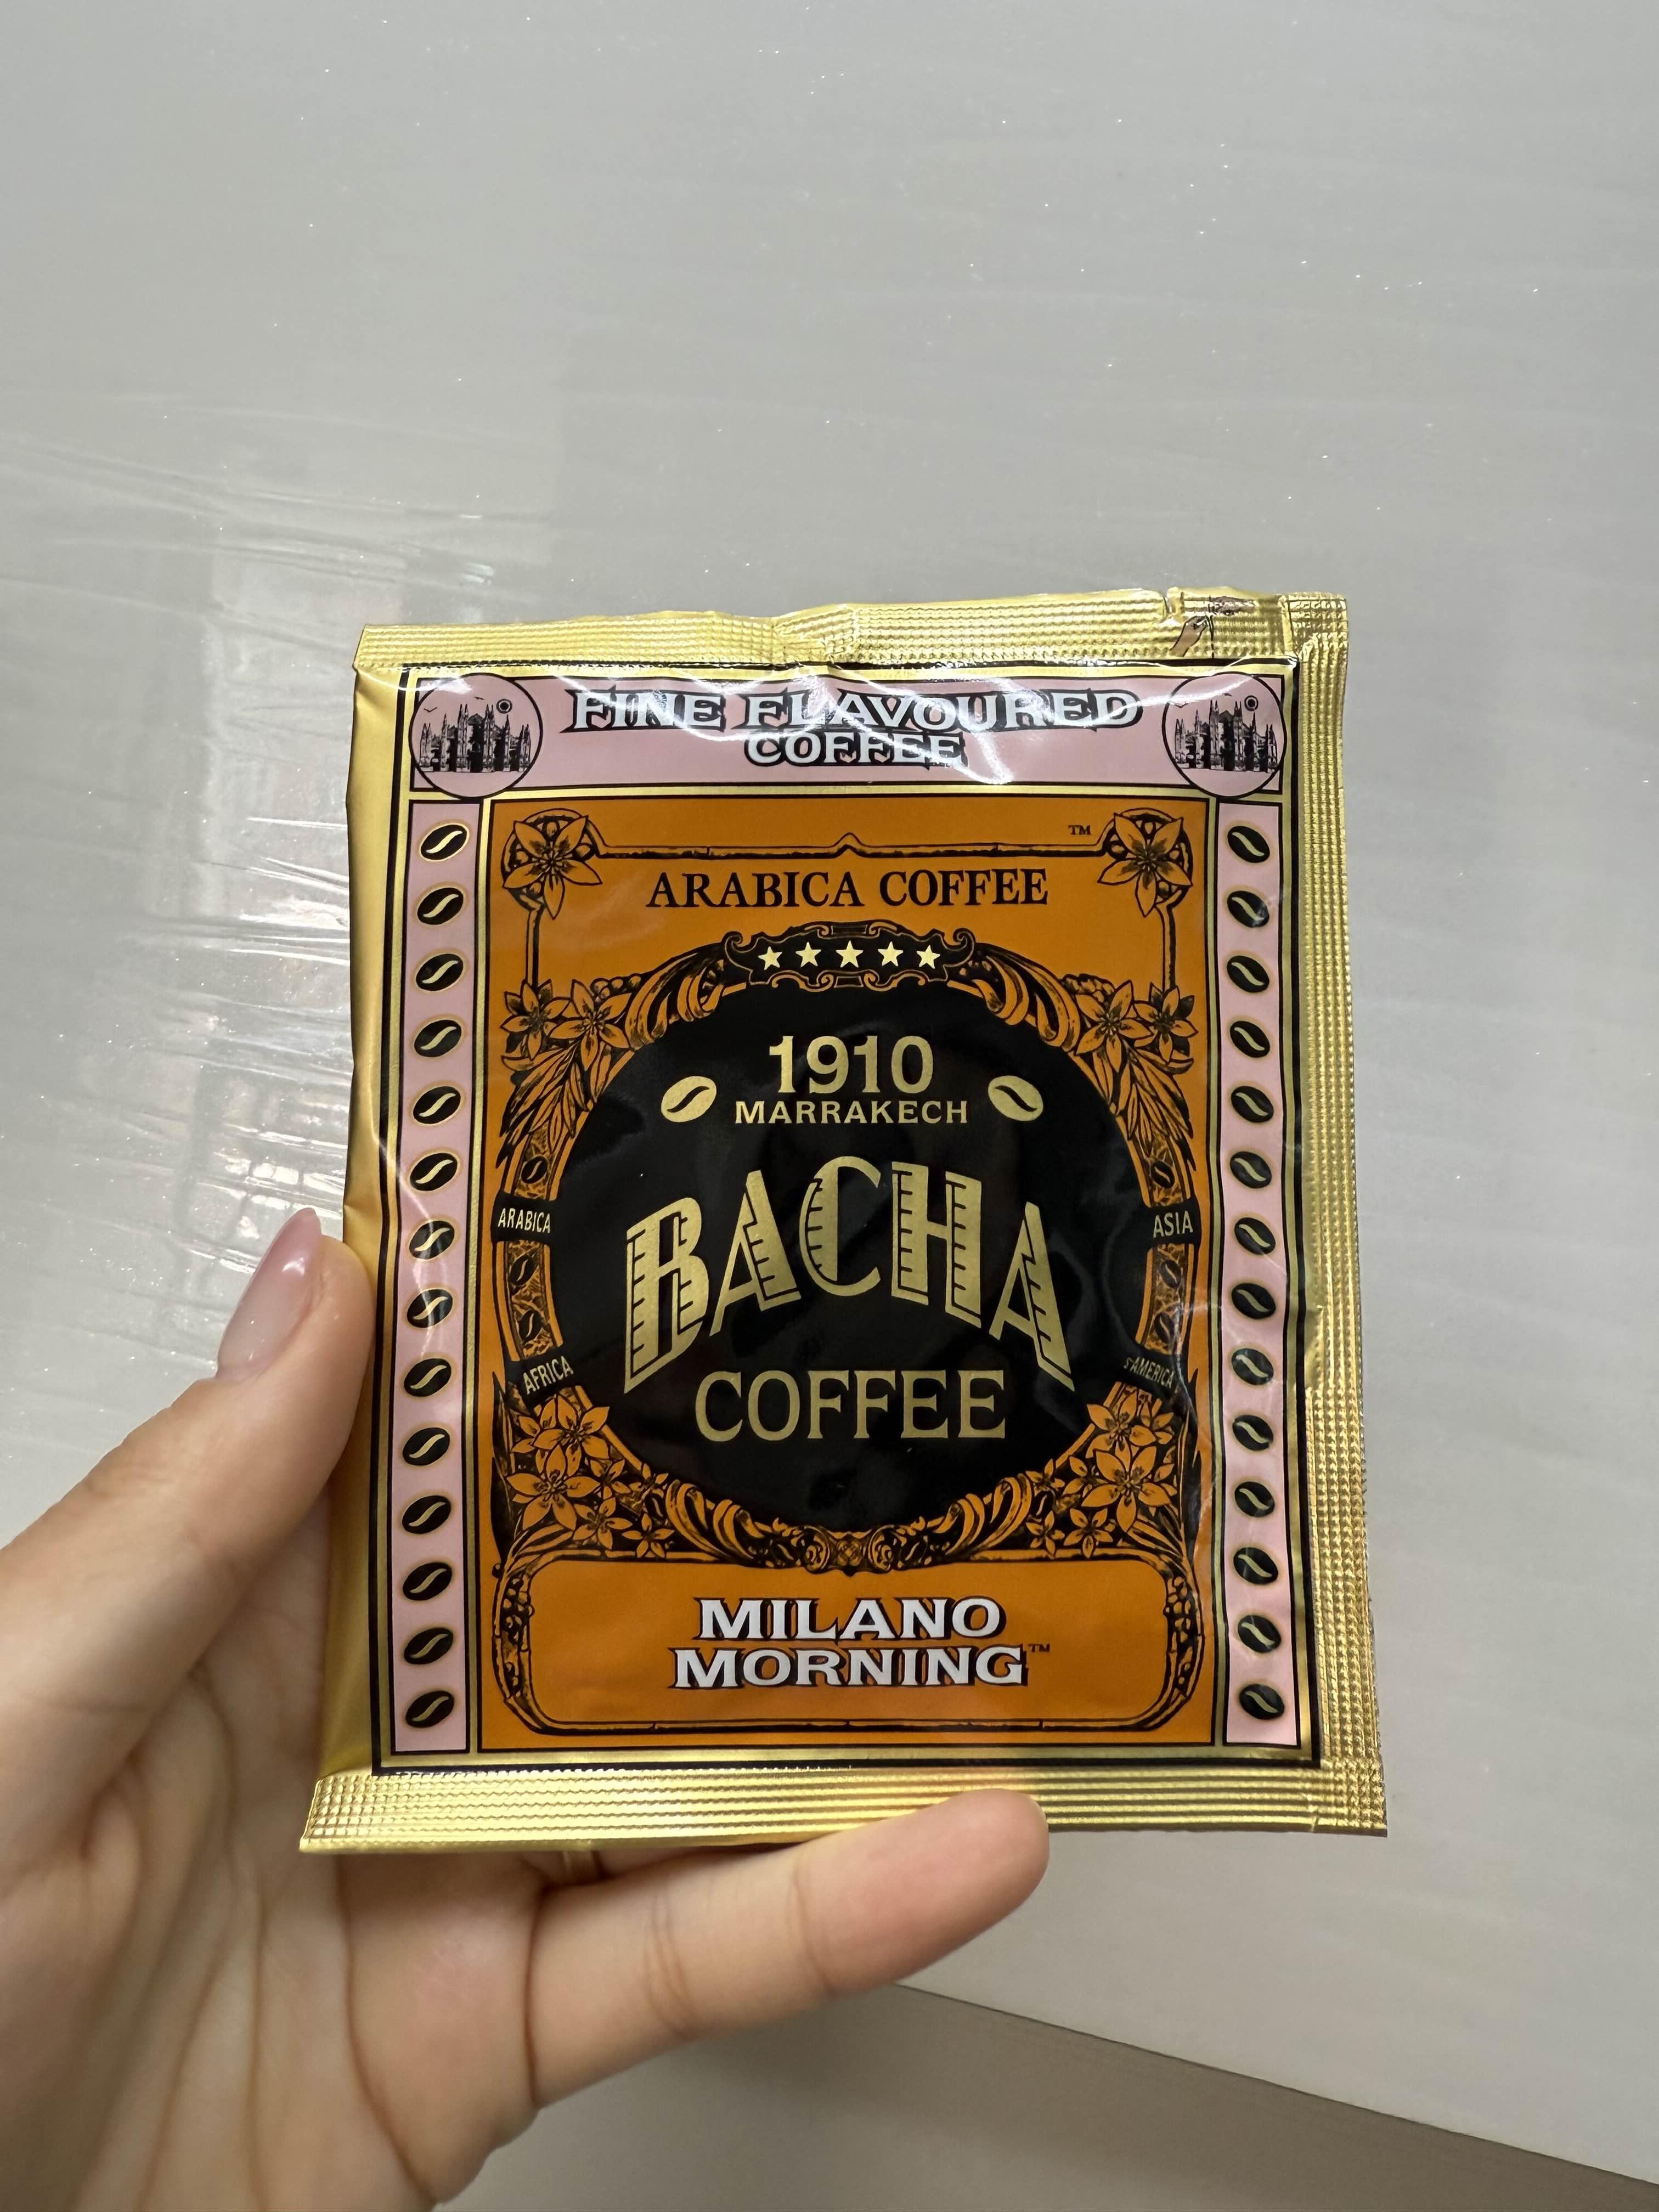 FINE FLAVOURED
COFFEE
TM
ARABICA COFFEE
1910
MARRAKECH
BACHA
COFFEE
ARABICA
ASIA
AFRICA
S.AMERICA
MILANO
MORNING™